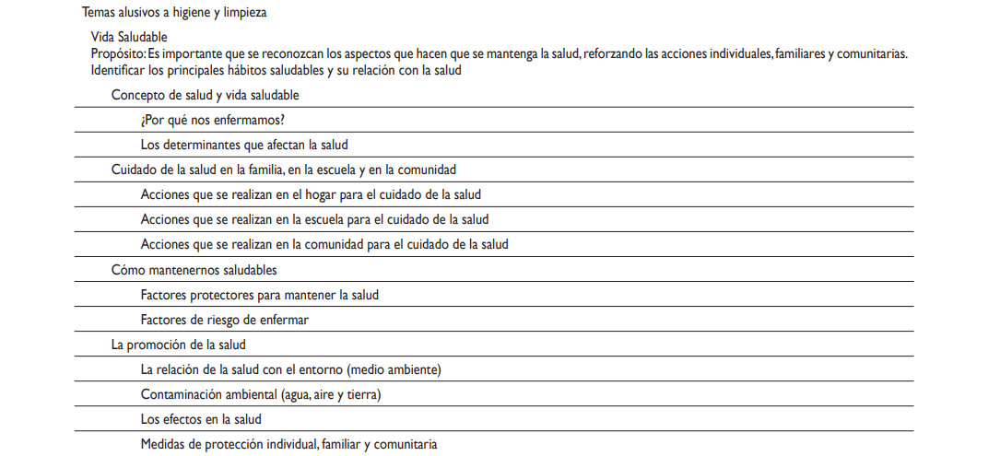 Temas alusivos a higiene y limpieza
Vida Saludable
Propósito: Es importante que se reconozcan los aspectos que hacen que se mantenga la salud, reforzando las acciones individuales, familiares y comunitarias.
Identificar los principales hábitos saludables y su relación con la salud
Concepto de salud y vida saludable
¿Por qué nos enfermamos?
Los determinantes que afectan la salud
Cuidado de la salud en la familia, en la escuela y en la comunidad
Acciones que se realizan en el hogar para el cuidado de la salud
Acciones que se realizan en la escuela para el cuidado de la salud
Acciones que se realizan en la comunidad para el cuidado de la salud
Cómo mantenernos saludables
Factores protectores para mantener la salud
Factores de riesgo de enfermar
La promoción de la salud
La relación de la salud con el entorno (medio ambiente)
Contaminación ambiental (agua, aire y tierra)
Los efectos en la salud
Medidas de protección individual, familiar y comunitaria